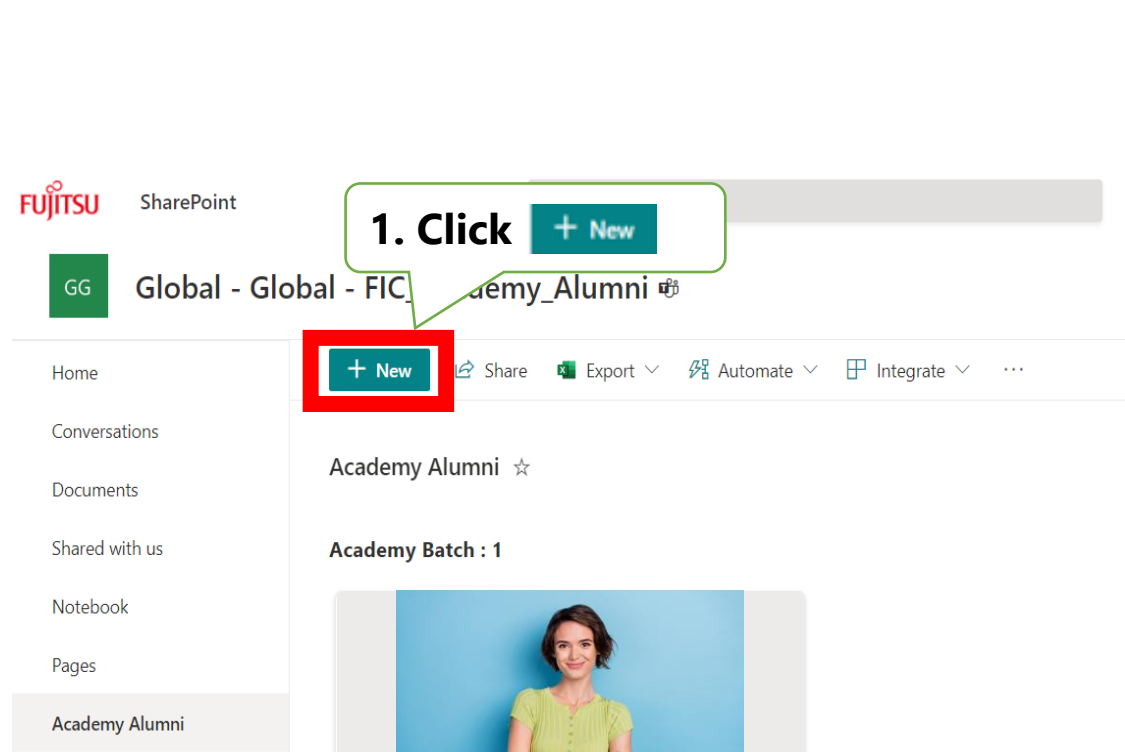 FUJITSU
SharePoint
1. Click + New
GG
Global - Global - FIC_ demy_Alumni
Home
+ New
Share
Export
Automate
Integrate
...
Conversations
Documents
Shared with us
Notebook
Pages
Academy Alumni
Academy Alumni
Academy Batch : 1